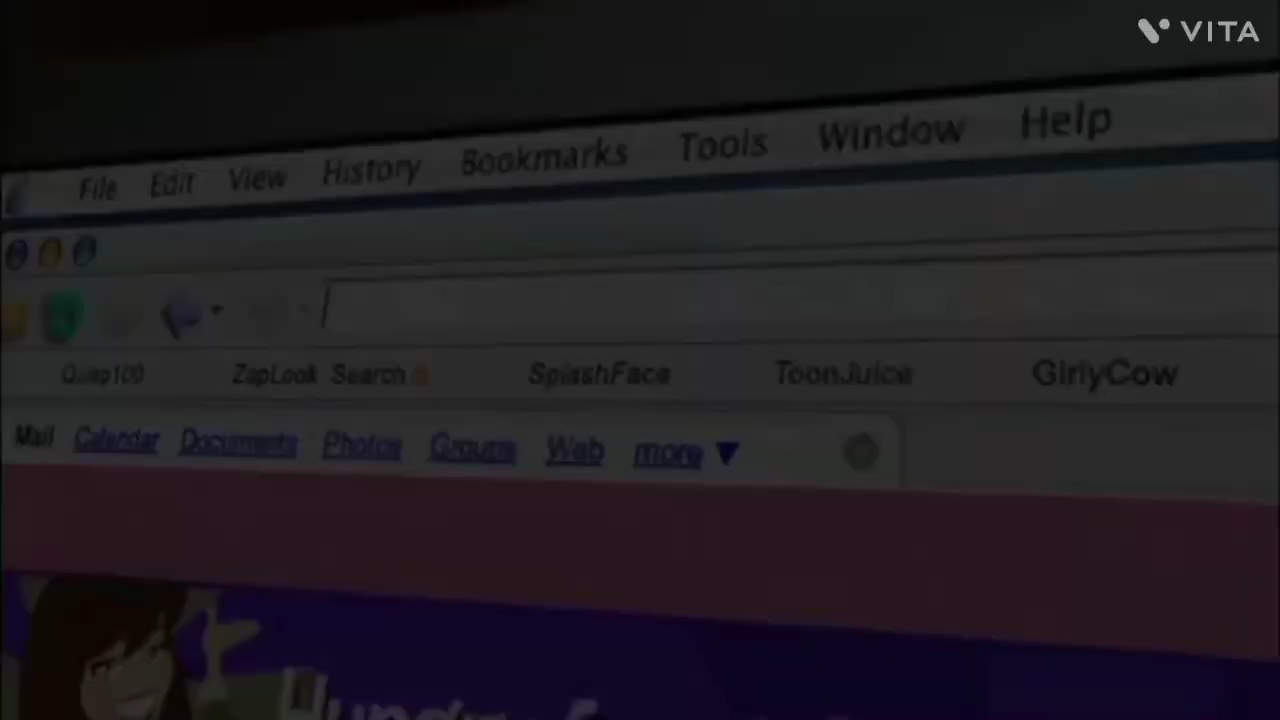 VITA
File Edit View History Bookmarks Tools Window Help
ZapLook Search SplashFace ToonJuice GirlyCow
Mail Calendar Documents Photos Groups Web more